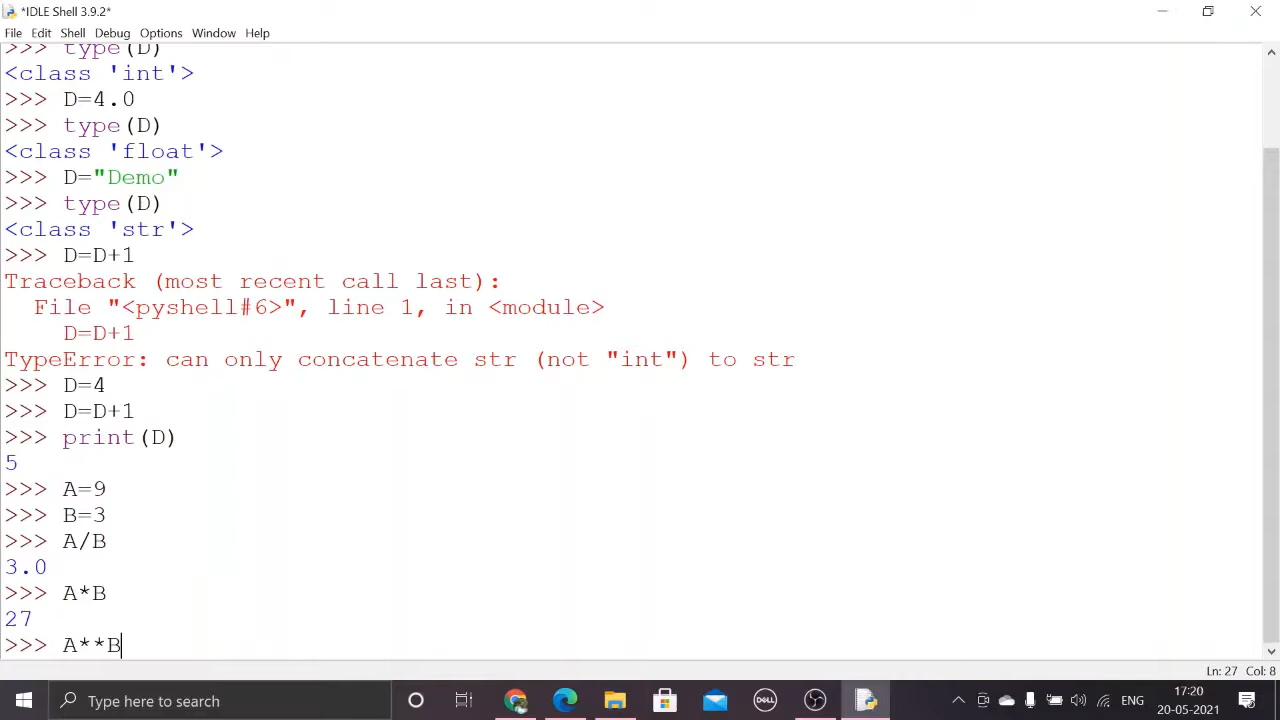 *IDLE Shell 3.9.2*
File Edit Shell Debug Options Window Help
>>> type(D)
<class 'int'>
>>> D=4.0
>>> type(D)
<class 'float'>
>>> D="Demo"
>>> type(D)
<class 'str'>
>>> D=D+1
Traceback (most recent call last):
  File "<pyshell#6>", line 1, in <module>
    D=D+1
TypeError: can only concatenate str (not "int") to str
>>> D=4
>>> D=D+1
>>> print(D)
5
>>> A=9
>>> B=3
>>> A/B
3.0
>>> A*B
27
>>> A**B
Ln: 27 Col: 8
Type here to search
DELL
ENG
17:20
20-05-2021